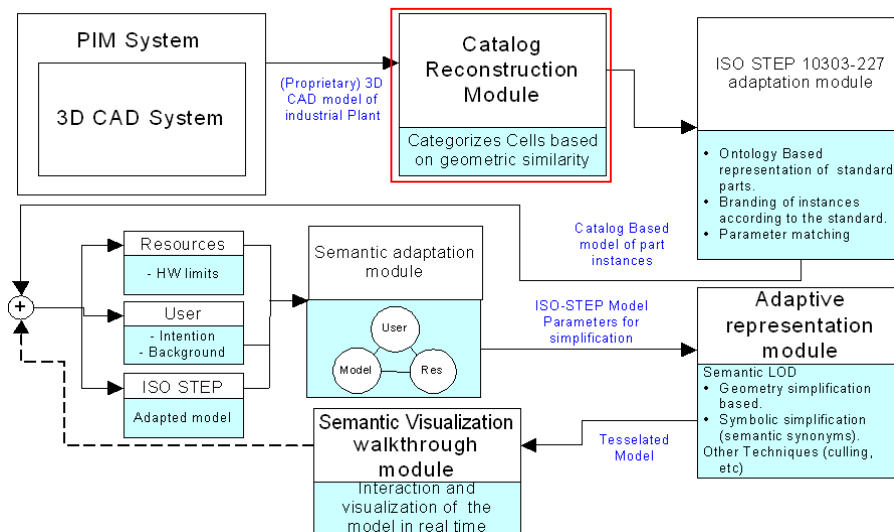 PIM System
3D CAD System
(Proprietary) 3D
CAD model of
industrial Plant
Catalog
Reconstruction
Module
Categorizes Cells based
on geometric similarity
ISO STEP 10303-227
adaptation module
• Ontology Based
representation of standard
parts.
• Branding of instances
according to the standard.
• Parameter matching
Catalog Based
model of part
instances
+
Resources
- HW limits
User
- Intention
- Background
ISO STEP
Adapted model
Semantic adaptation
module
User
Model
Res
ISO-STEP Model
Parameters for
simplification
Adaptive
representation
module
Semantic LOD
• Geometry simplification
based.
• Symbolic simplification
(semantic synonyms).
Other Techniques (culling,
etc)
Tesselated
Model
Semantic Visualization
walkthrough
module
Interaction and
visualization of the
model in real time